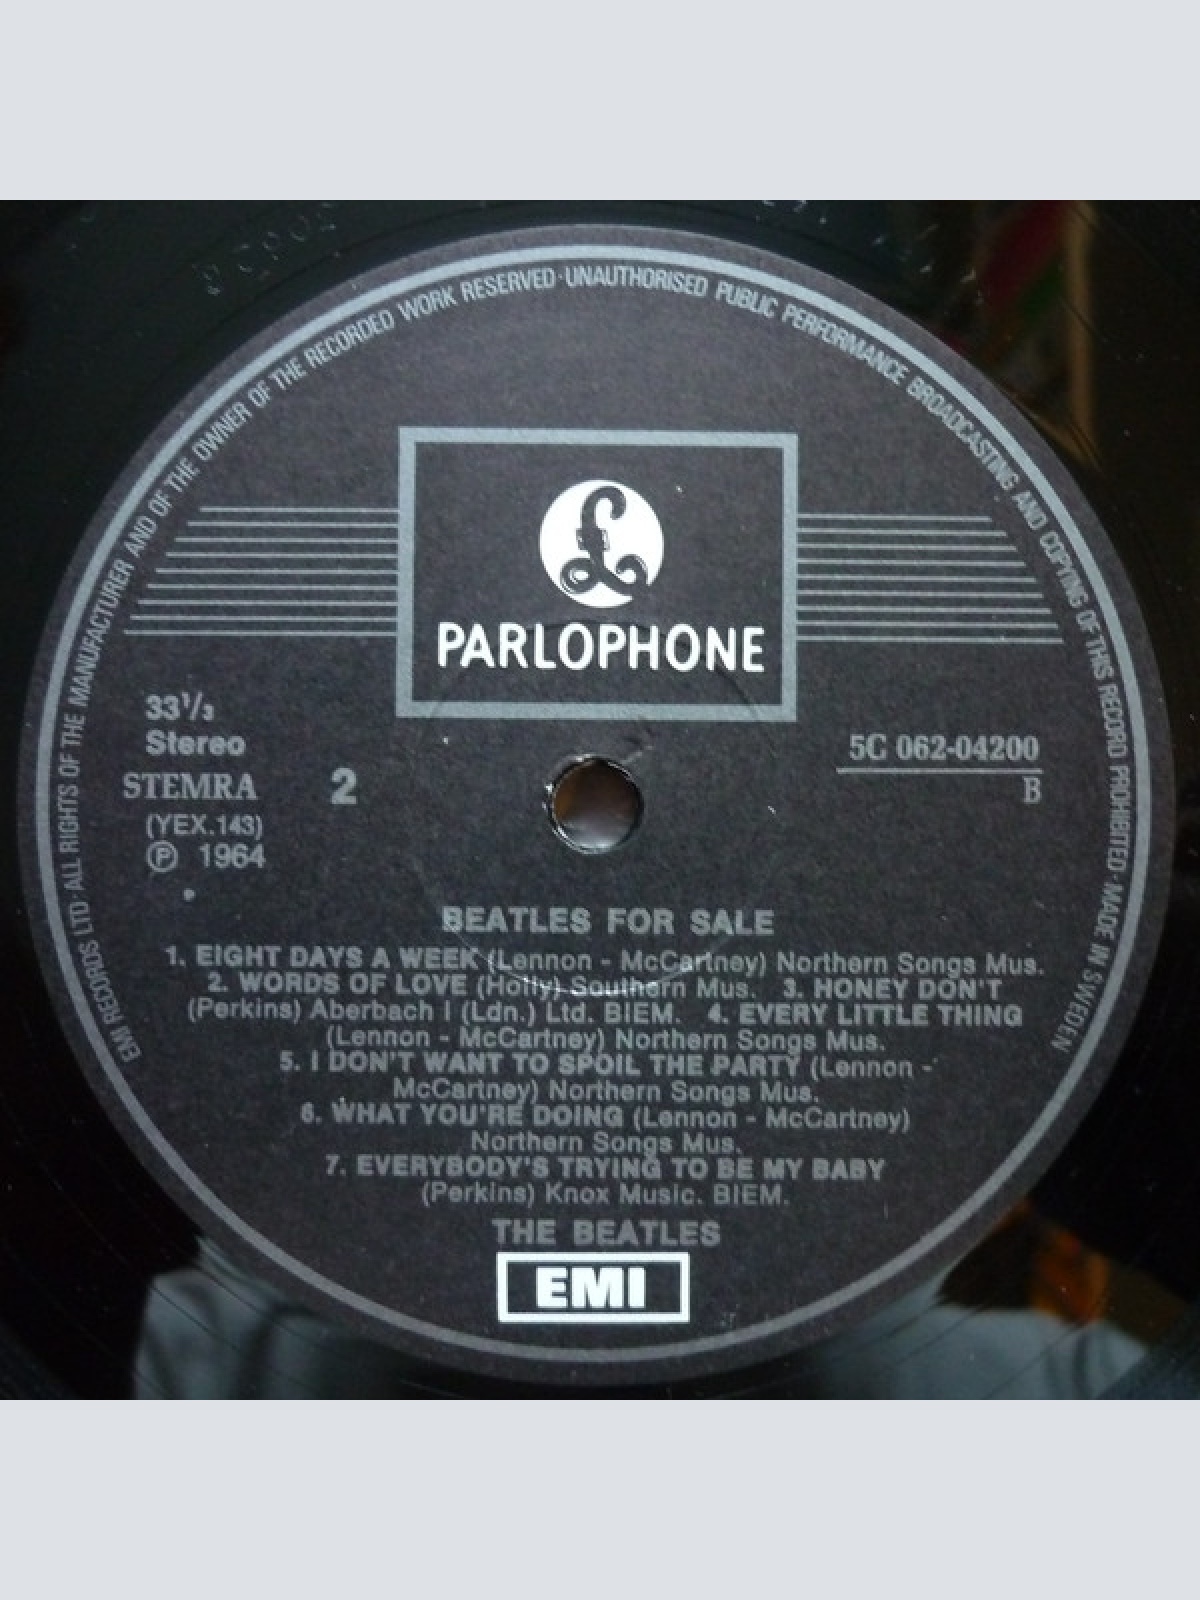 EMI RECORDS LTD · ALL RIGHTS OF THE MANUFACTURER AND OF THE OWNER OF THE RECORDED WORK RESERVED · UNAUTHORISED PUBLIC PERFORMANCE BROADCASTING AND COPYING OF THIS RECORD PROHIBITED · MADE IN SWEDEN
£
PARLOPHONE
33¹/₃
Stereo
STEMRA 2
(YEX.143)
Ⓟ 1964
5C 062-04200
B
BEATLES FOR SALE
1. EIGHT DAYS A WEEK (Lennon - McCartney) Northern Songs Mus.
2. WORDS OF LOVE (Holly) Southern Mus. 3. HONEY DON'T
(Perkins) Aberbach I (Ldn.) Ltd. BIEM. 4. EVERY LITTLE THING
(Lennon - McCartney) Northern Songs Mus.
5. I DON'T WANT TO SPOIL THE PARTY (Lennon -
McCartney) Northern Songs Mus.
6. WHAT YOU'RE DOING (Lennon - McCartney)
Northern Songs Mus.
7. EVERYBODY'S TRYING TO BE MY BABY
(Perkins) Knox Music. BIEM.
THE BEATLES
EMI